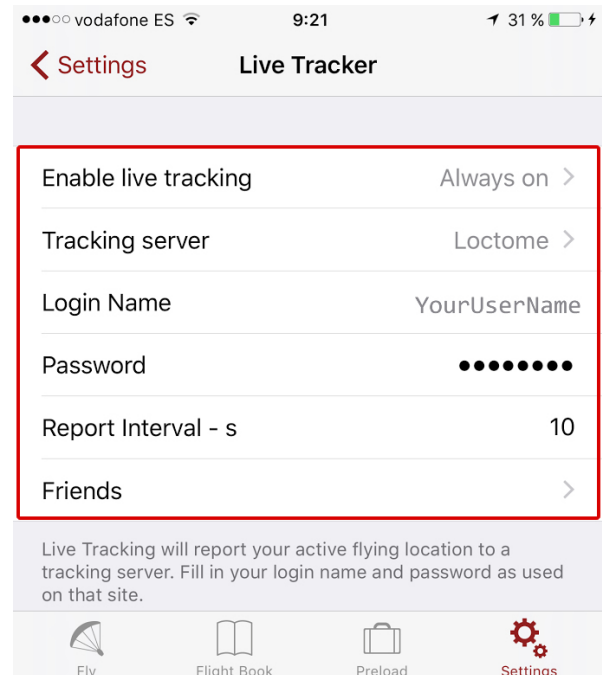 vodafone ES 9:21 31 %
Settings Live Tracker
Enable live tracking Always on
Tracking server Loctome
Login Name YourUserName
Password ••••••••
Report Interval - s 10
Friends
Live Tracking will report your active flying location to a
tracking server. Fill in your login name and password as used
on that site.
Fly Flight Book Preload Settings